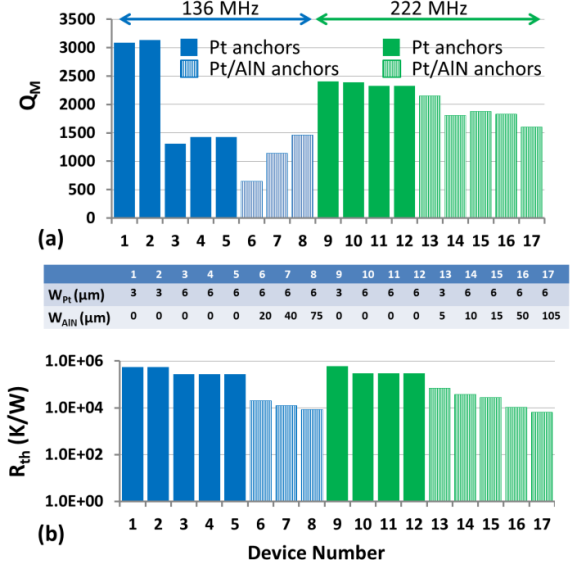 136 MHz 222 MHz
3500
3000
2500
2000
1500
1000
500
0
Q_M
Pt anchors Pt anchors
Pt/AlN anchors Pt/AlN anchors
1 2 3 4 5 6 7 8 9 10 11 12 13 14 15 16 17
(a)
1 2 3 4 5 6 7 8 9 10 11 12 13 14 15 16 17
W_Pt (μm) 3 3 6 6 6 6 6 6 3 6 6 6 3 6 6 6 6
W_AlN (μm) 0 0 0 0 0 20 40 75 0 0 0 0 5 10 15 50 105
1.0E+06
1.0E+04
1.0E+02
1.0E+00
R_th (K/W)
1 2 3 4 5 6 7 8 9 10 11 12 13 14 15 16 17
(b)
Device Number